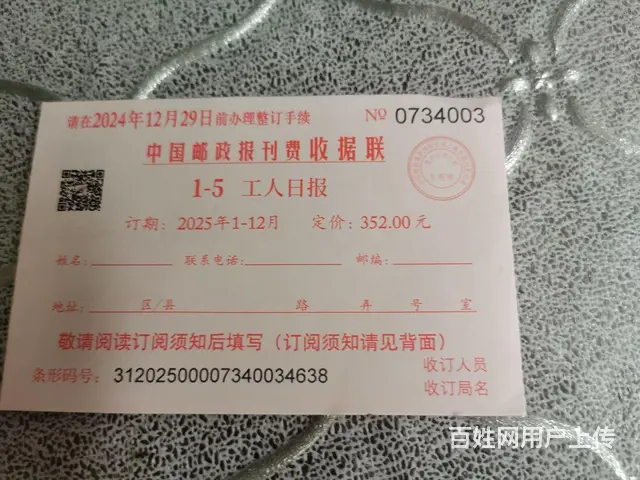 请在2024年12月29日前办理整订手续 No 0734003
中国邮政报刊费收据联
1-5 工人日报
订期：2025年1-12月 定价：352.00元
姓名： 联系电话： 邮编：
地址： 区/县 路 弄 号 室
敬请阅读订阅须知后填写（订阅须知请见背面）
条形码号： 31202500007340034638
收订人员
收订局名
百姓网用户上传